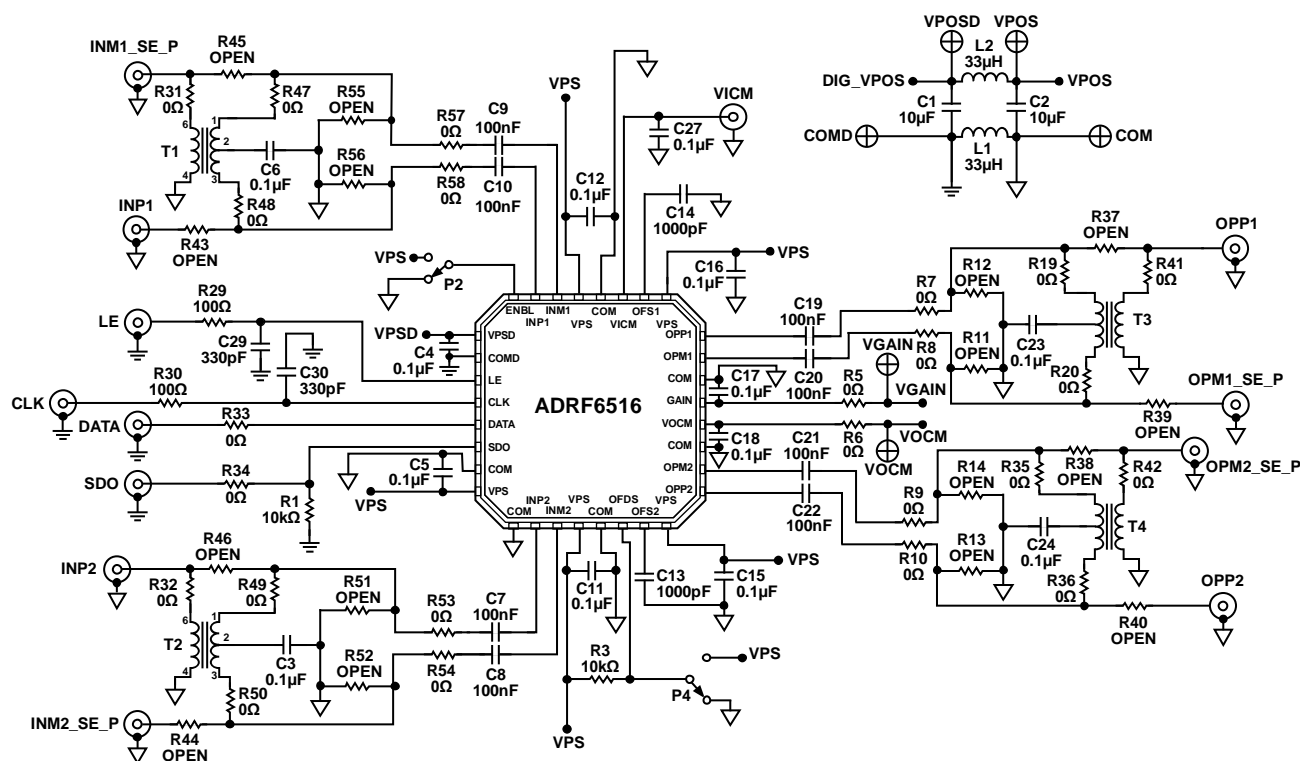 INM1_SE_P
R45
OPEN
R31
0Ω
R47
0Ω
R55
OPEN
6
1
2
T1
4
3
C6
0.1µF
R56
OPEN
R48
0Ω
INP1
R43
OPEN
R57
0Ω
C9
100nF
R58
0Ω
C10
100nF
VPS
C12
0.1µF
C27
0.1µF
VICM
C14
1000pF
C16
0.1µF
VPS
VPOSD
VPOS
L2
33µH
DIG_VPOS
VPOS
C1
10µF
C2
10µF
COMD
COM
L1
33µH
VPS
P2
LE
R29
100Ω
C29
330pF
C30
330pF
CLK
R30
100Ω
DATA
R33
0Ω
SDO
R34
0Ω
R1
10kΩ
VPSD
C4
0.1µF
C5
0.1µF
VPS
ADRF6516
ENBL
INP1
INM1
VPS
COM
VICM
OFS1
VPS
VPSD
COMD
LE
CLK
DATA
SDO
COM
VPS
OPP1
OPM1
COM
GAIN
VOCM
COM
OPM2
OPP2
COM
INP2
INM2
VPS
COM
OFDS
OFS2
VPS
C19
100nF
C20
100nF
C17
0.1µF
C18
0.1µF
R5
0Ω
VGAIN
VGAIN
R6
0Ω
VOCM
VOCM
C21
100nF
C22
100nF
R7
0Ω
R8
0Ω
R12
OPEN
R11
OPEN
R19
0Ω
R37
OPEN
R41
0Ω
OPP1
C23
0.1µF
T3
R20
0Ω
R39
OPEN
OPM1_SE_P
R9
0Ω
R10
0Ω
R14
OPEN
R13
OPEN
R35
0Ω
R38
OPEN
R42
0Ω
OPM2_SE_P
C24
0.1µF
T4
R36
0Ω
R40
OPEN
OPP2
INP2
R46
OPEN
R32
0Ω
R49
0Ω
R51
OPEN
6
1
2
T2
4
3
C3
0.1µF
R52
OPEN
R50
0Ω
INM2_SE_P
R44
OPEN
R53
0Ω
C7
100nF
R54
0Ω
C8
100nF
C11
0.1µF
C13
1000pF
C15
0.1µF
VPS
R3
10kΩ
VPS
P4
VPS